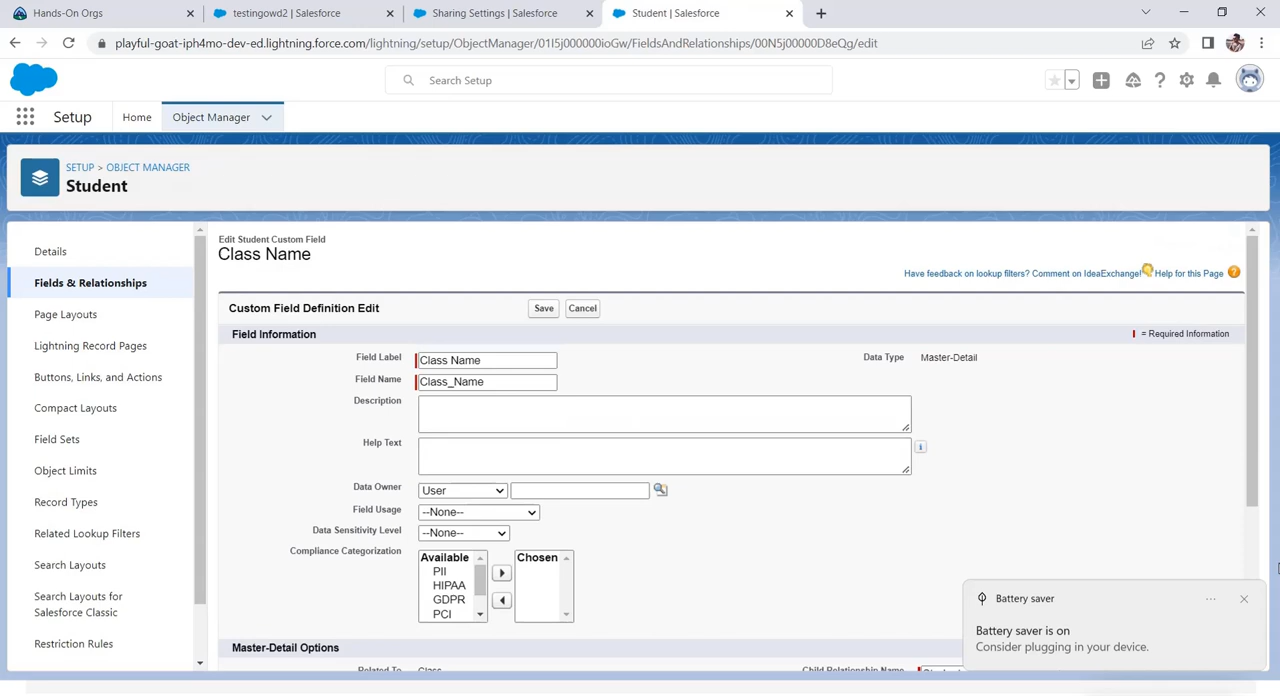 Hands-On Orgs
testingowd2 | Salesforce
Sharing Settings | Salesforce
Student | Salesforce
playful-goat-iph4mo-dev-ed.lightning.force.com/lightning/setup/ObjectManager/01I5j000000ioGw/FieldsAndRelationships/00N5j00000D8eQg/edit
Search Setup
Setup
Home
Object Manager
SETUP > OBJECT MANAGER
Student
Details
Fields & Relationships
Page Layouts
Lightning Record Pages
Buttons, Links, and Actions
Compact Layouts
Field Sets
Object Limits
Record Types
Related Lookup Filters
Search Layouts
Search Layouts for
Salesforce Classic
Restriction Rules
Edit Student Custom Field
Class Name
Have feedback on lookup filters? Comment on IdeaExchange!
Help for this Page
Custom Field Definition Edit
Save
Cancel
Field Information
= Required Information
Field Label
Class Name
Data Type
Master-Detail
Field Name
Class_Name
Description
Help Text
i
Data Owner
User
Field Usage
--None--
Data Sensitivity Level
--None--
Compliance Categorization
Available
PII
HIPAA
GDPR
PCI
Chosen
Master-Detail Options
Related To
Class
Child Relationship Name
Battery saver
Battery saver is on
Consider plugging in your device.